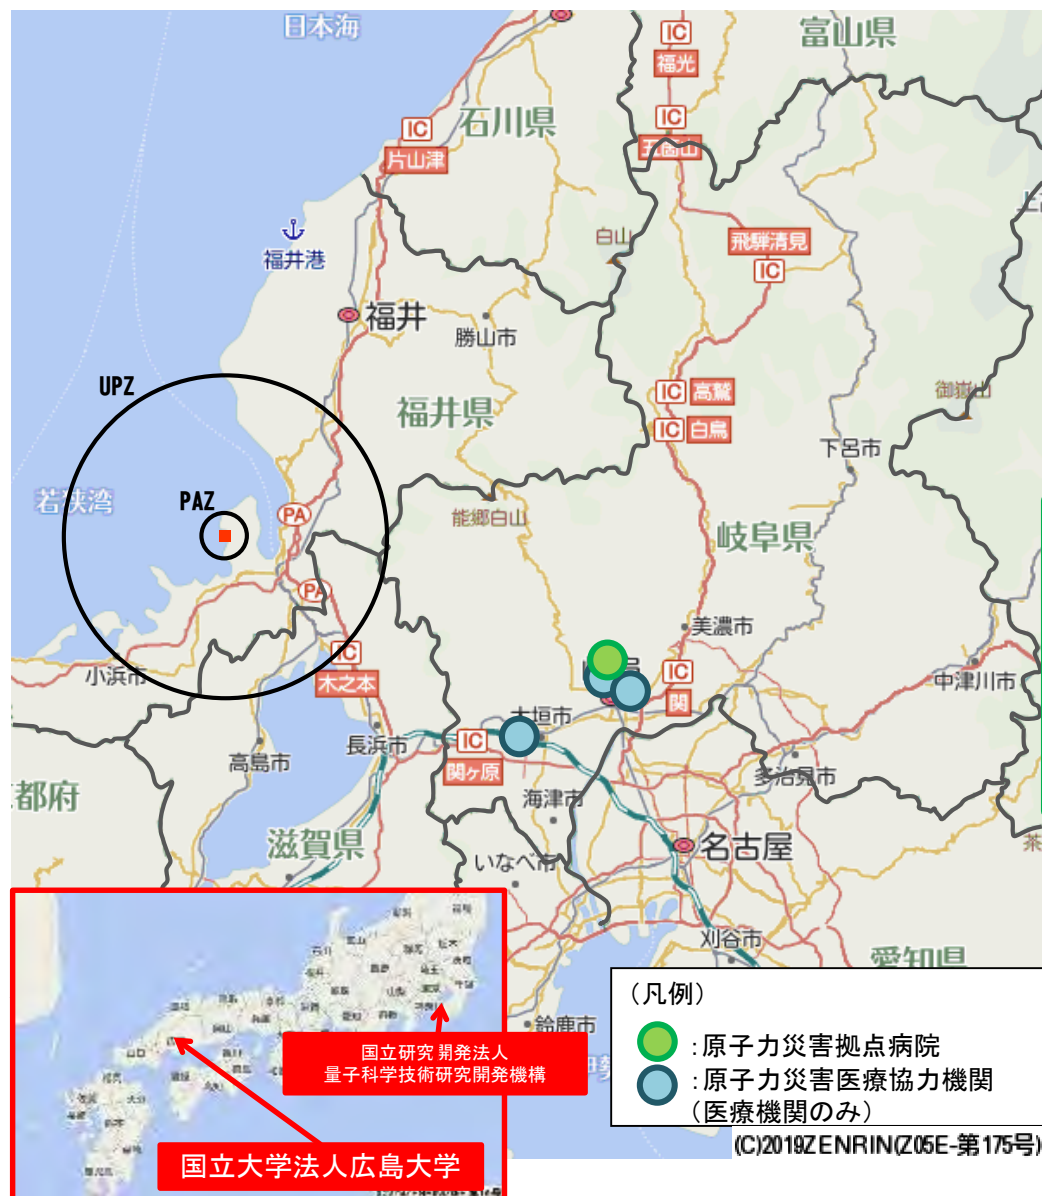 日本海
富山県
IC
福光
石川県
IC
片山津
IC
五箇山
白山
飛騨清見
IC
福井港
福井
勝山市
UPZ
福井県
IC 高鷲
IC 白鳥
御嶽山
下呂市
若狭湾
PAZ
PA
能郷白山
岐阜県
PA
美濃市
小浜市
IC
木之本
IC
関
中津川市
大垣市
長浜市
IC
関ヶ原
高島市
多治見市
海津市
都府
滋賀県
名古屋
いなべ市
茶
刈谷市
愛知県
鈴鹿市
国立研究開発法人
量子科学技術研究開発機構
国立大学法人広島大学
（凡例）
：原子力災害拠点病院
：原子力災害医療協力機関
（医療機関のみ）
(C)2019ZENRIN(Z05E-第175号)